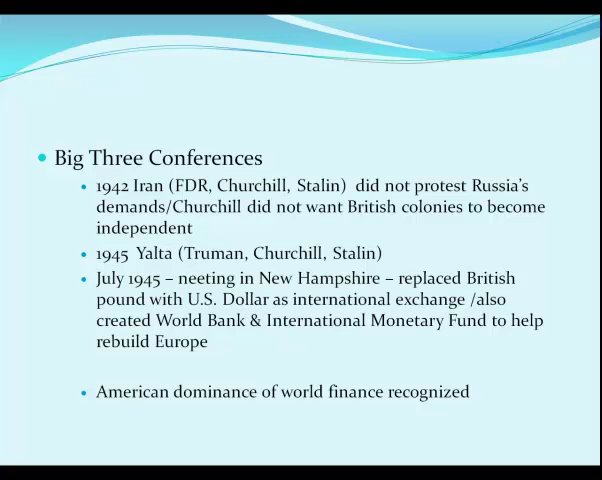 Big Three Conferences
1942 Iran (FDR, Churchill, Stalin) did not protest Russia's
demands/Churchill did not want British colonies to become
independent
1945 Yalta (Truman, Churchill, Stalin)
July 1945 – neeting in New Hampshire – replaced British
pound with U.S. Dollar as international exchange /also
created World Bank & International Monetary Fund to help
rebuild Europe
American dominance of world finance recognized